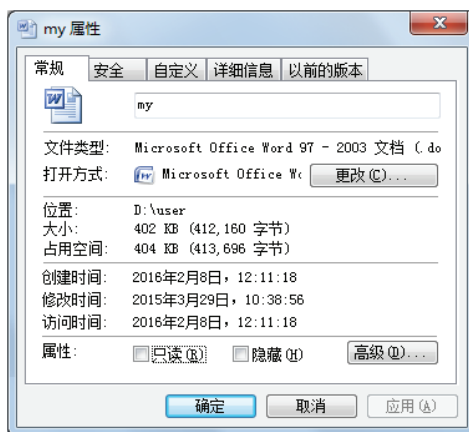 my 属性
常规 安全 自定义 详细信息 以前的版本
my
文件类型: Microsoft Office Word 97 - 2003 文档 (.do
打开方式: Microsoft Office Wo 更改(C)...
位置: D:\user
大小: 402 KB (412,160 字节)
占用空间: 404 KB (413,696 字节)
创建时间: 2016年2月8日，12:11:18
修改时间: 2015年3月29日，10:38:56
访问时间: 2016年2月8日，12:11:18
属性: 只读(R) 隐藏(H) 高级(D)...
确定 取消 应用(A)